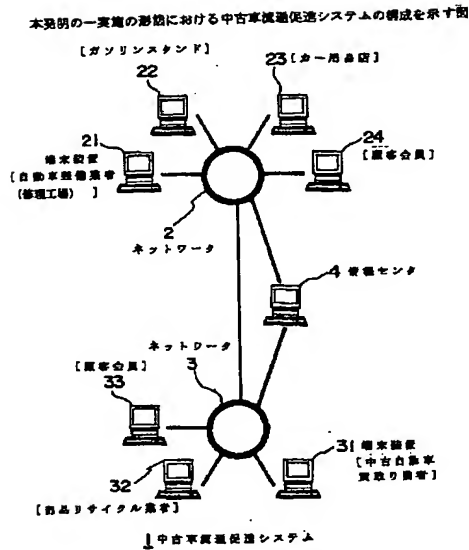 本発明の一実施の形態における中古車流通促進システムの構成を示す図
[ガソリンスタンド]
22
23 [カー用品店]
21
端末装置
[自動車整備業者
(修理工場) ]
24
[顧客会員]
2
ネットワーク
4 情報センタ
ネットワーク
3
[顧客会員]
33
31 端末装置
[中古自動車
買取り業者]
32
[部品リサイクル業者]
1 中古車流通促進システム